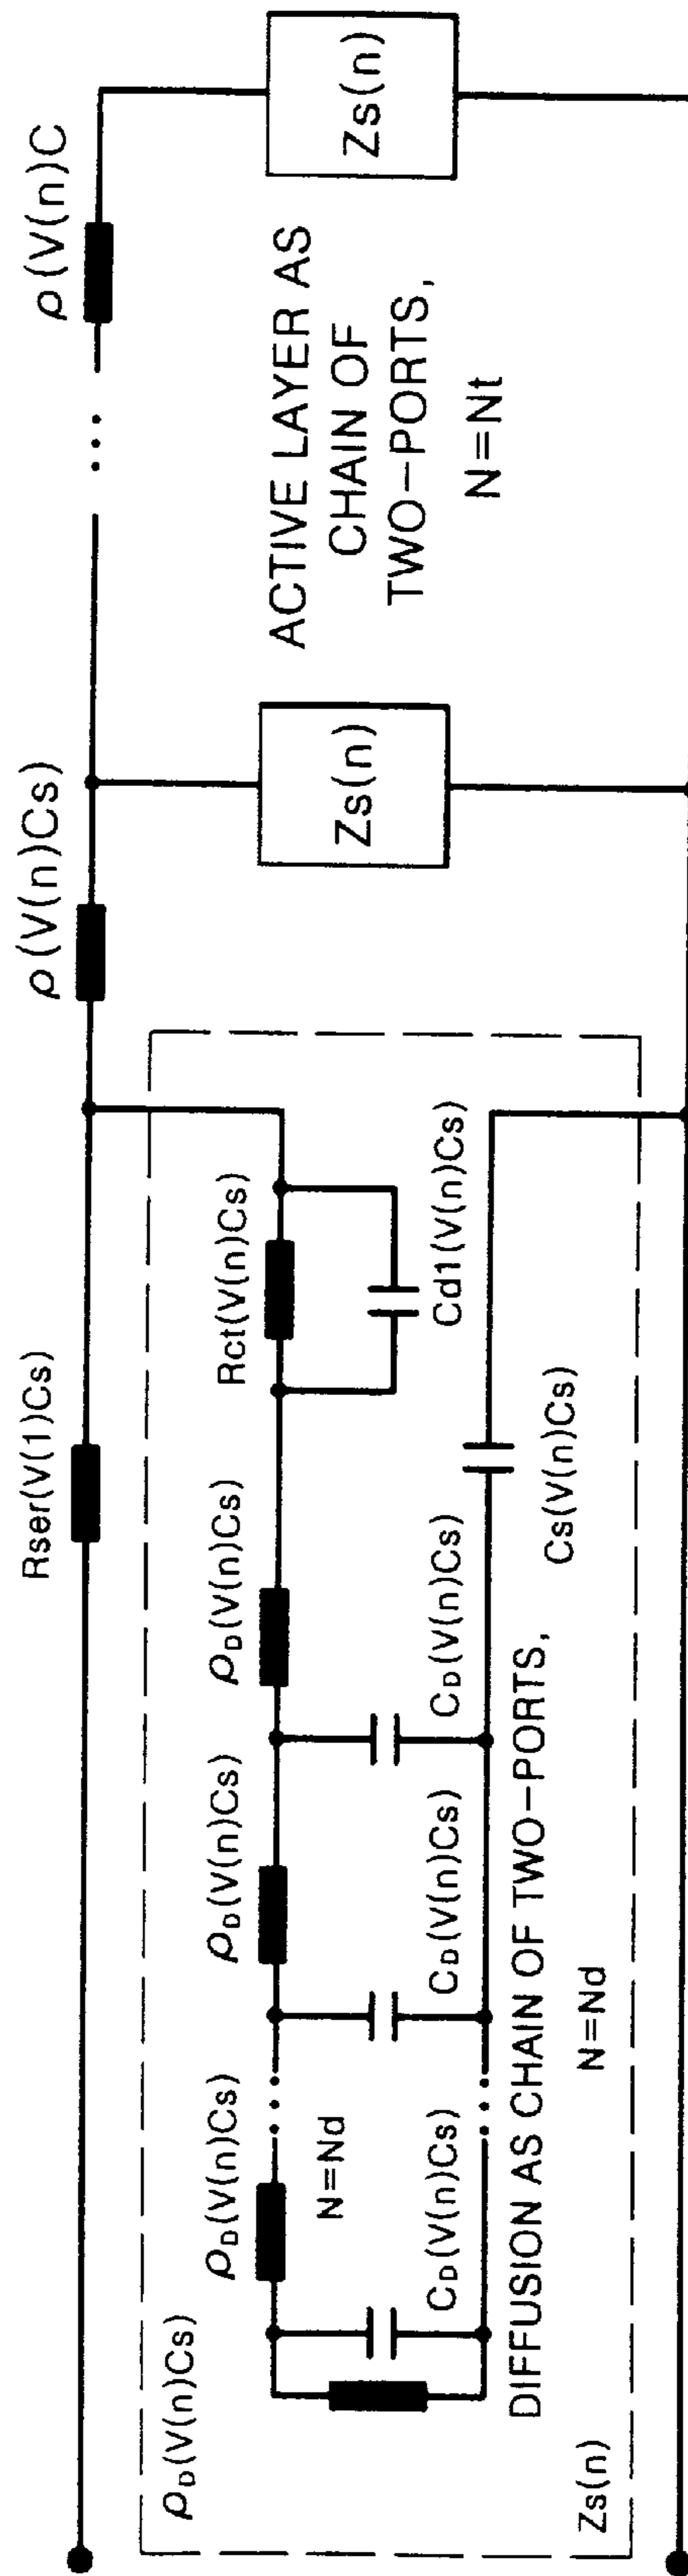 Rser(V(1)Cs)
ρ(V(n)Cs)
ρ(V(n)C
ρD(V(n)Cs)
ρD(V(n)Cs)
ρD(V(n)Cs)
ρD(V(n)Cs)
Rct(V(n)Cs)
N=Nd
CD(V(n)Cs)
CD(V(n)Cs)
CD(V(n)Cs)
Cd1(V(n)Cs)
Cs(V(n)Cs)
DIFFUSION AS CHAIN OF TWO-PORTS,
N=Nd
Zs(n)
Zs(n)
ACTIVE LAYER AS
CHAIN OF
TWO-PORTS,
N=Nt
Zs(n)